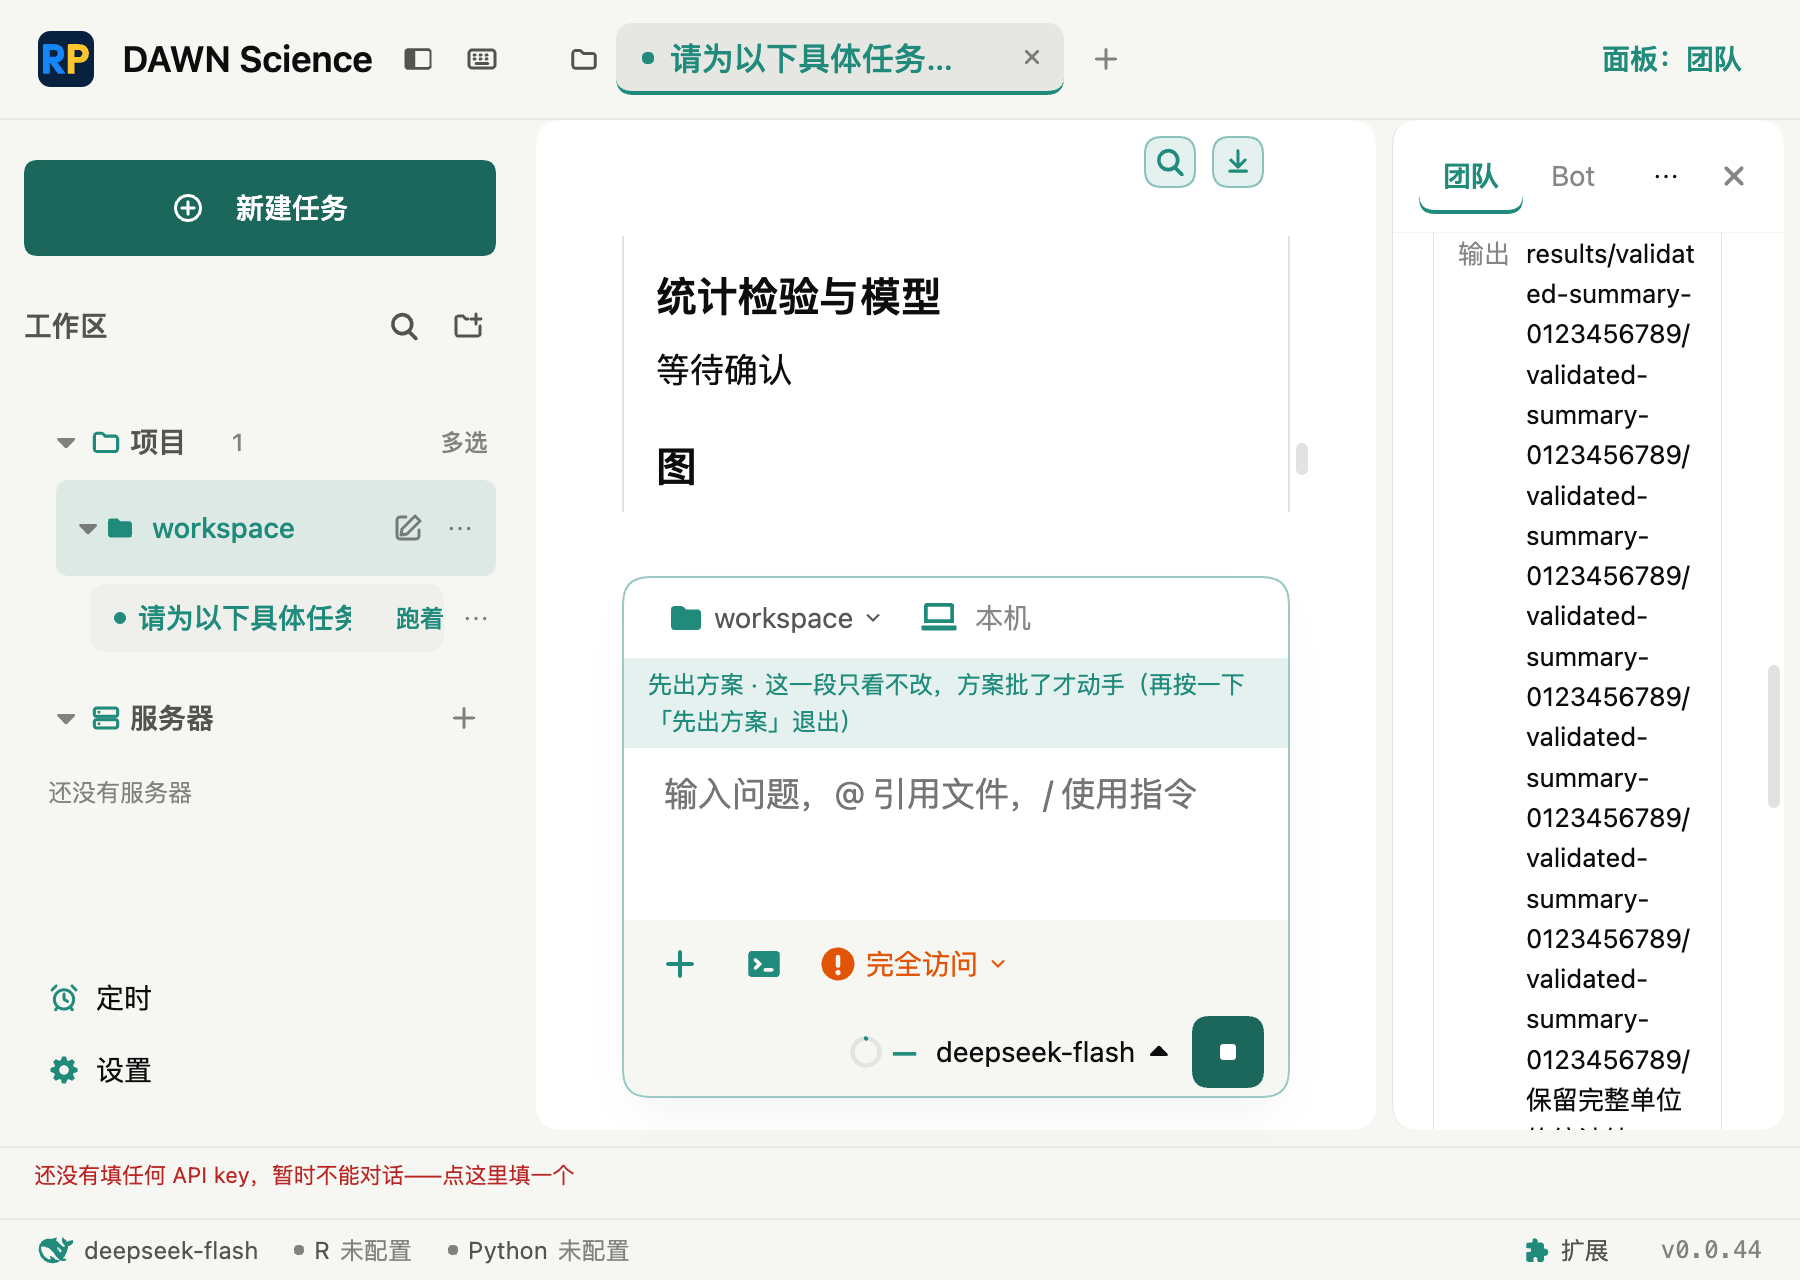 RP DAWN Science
请为以下具体任务...
面板：团队
新建任务
工作区
项目 1 多选
workspace
请为以下具体任务 跑着
服务器
还没有服务器
定时
设置
统计检验与模型
等待确认
图
workspace 本机
先出方案 · 这一段只看不改，方案批了才动手（再按一下
「先出方案」退出）
输入问题，@ 引用文件，/ 使用指令
完全访问
deepseek-flash
团队 Bot
输出 results/validat
ed-summary-
0123456789/
validated-
summary-
0123456789/
validated-
summary-
0123456789/
validated-
summary-
0123456789/
validated-
summary-
0123456789/
validated-
summary-
0123456789/
validated-
summary-
0123456789/
保留完整单位
还没有填任何 API key，暂时不能对话——点这里填一个
deepseek-flash R 未配置 Python 未配置
扩展 v0.0.44